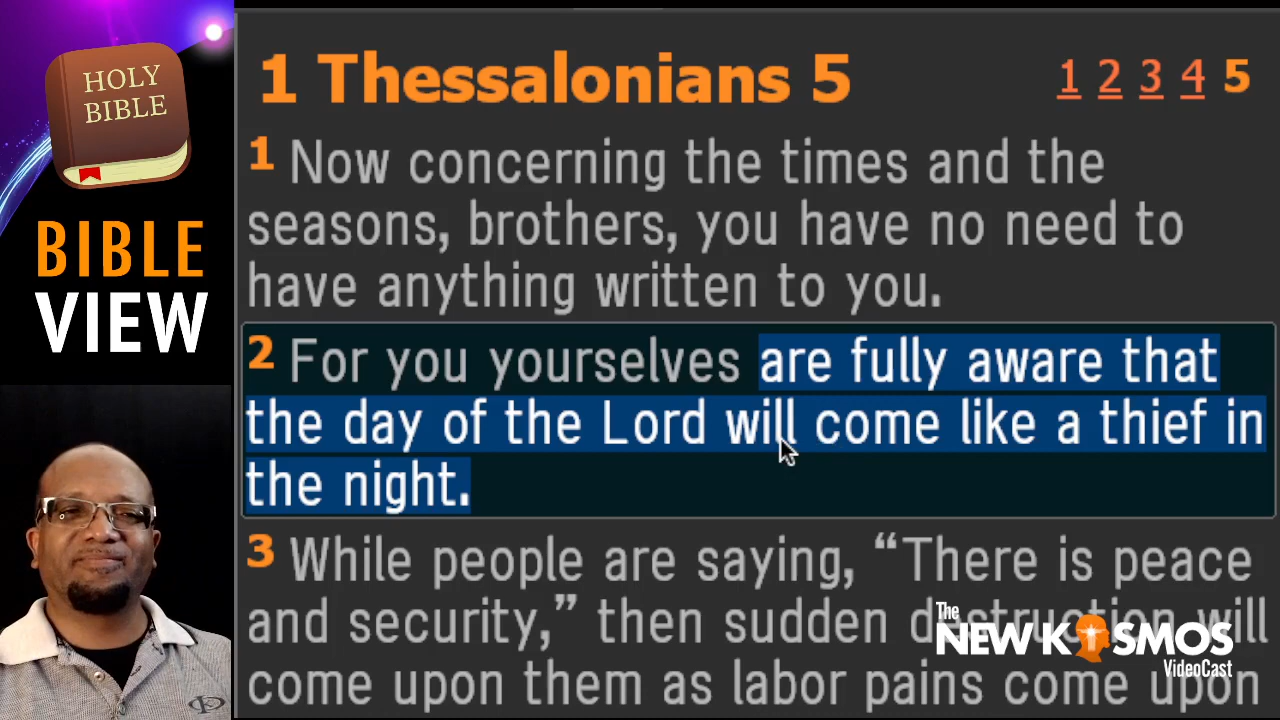 HOLY
BIBLE
BIBLE
VIEW
1 Thessalonians 5
1 2 3 4 5
1 Now concerning the times and the
seasons, brothers, you have no need to
have anything written to you.
2 For you yourselves are fully aware that
the day of the Lord will come like a thief in
the night.
3 While people are saying, “There is peace
and security,” then sudden destruction will
come upon them as labor pains come upon
The
NEW KOSMOS
VideoCast